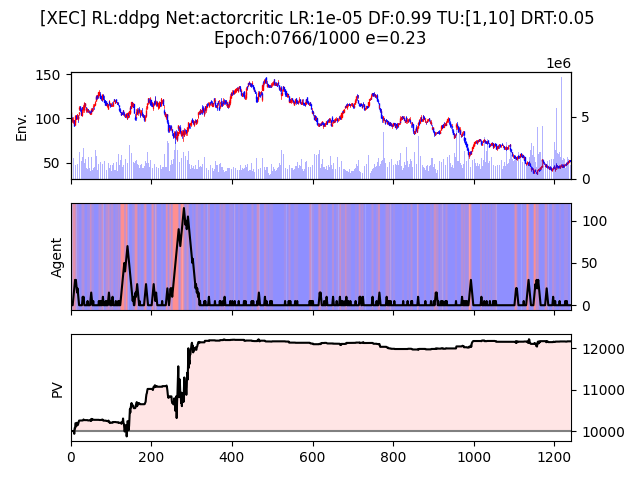 [XEC] RL:ddpg Net:actorcritic LR:1e-05 DF:0.99 TU:[1,10] DRT:0.05
Epoch:0766/1000 e=0.23
1e6
150
100
50
Env.
5
0
Agent
100
50
0
PV
12000
11000
10000
0 200 400 600 800 1000 1200